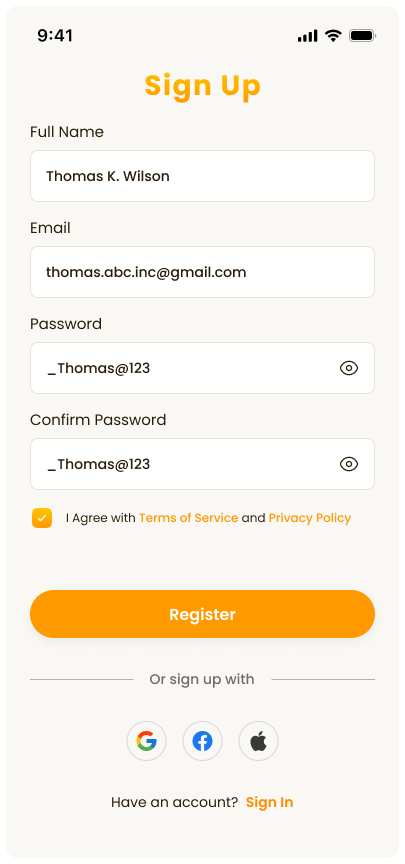 9:41
Sign Up
Full Name
Thomas K. Wilson
Email
thomas.abc.inc@gmail.com
Password
_Thomas@123
Confirm Password
_Thomas@123
I Agree with Terms of Service and Privacy Policy
Register
Or sign up with
Have an account? Sign In